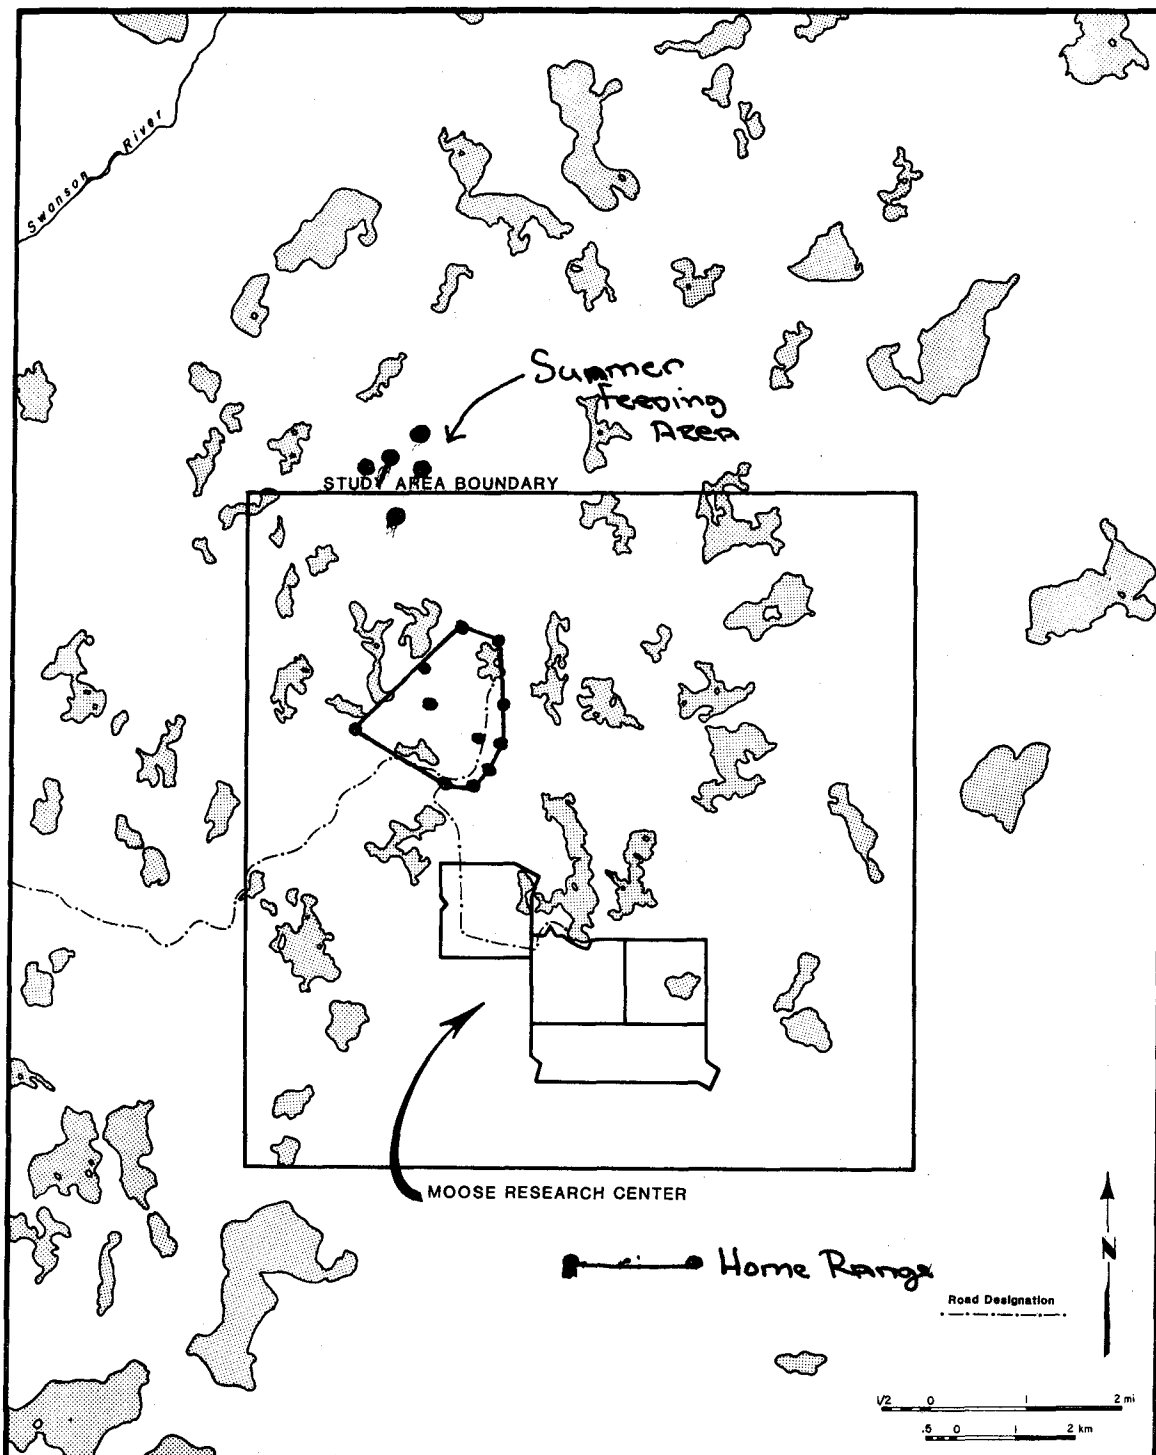 Swanson River
Summer
Feeding
Area
STUDY AREA BOUNDARY
MOOSE RESEARCH CENTER
Home Range
N
Road Designation
1/2 0 1 2 mi
.5 0 1 2 km